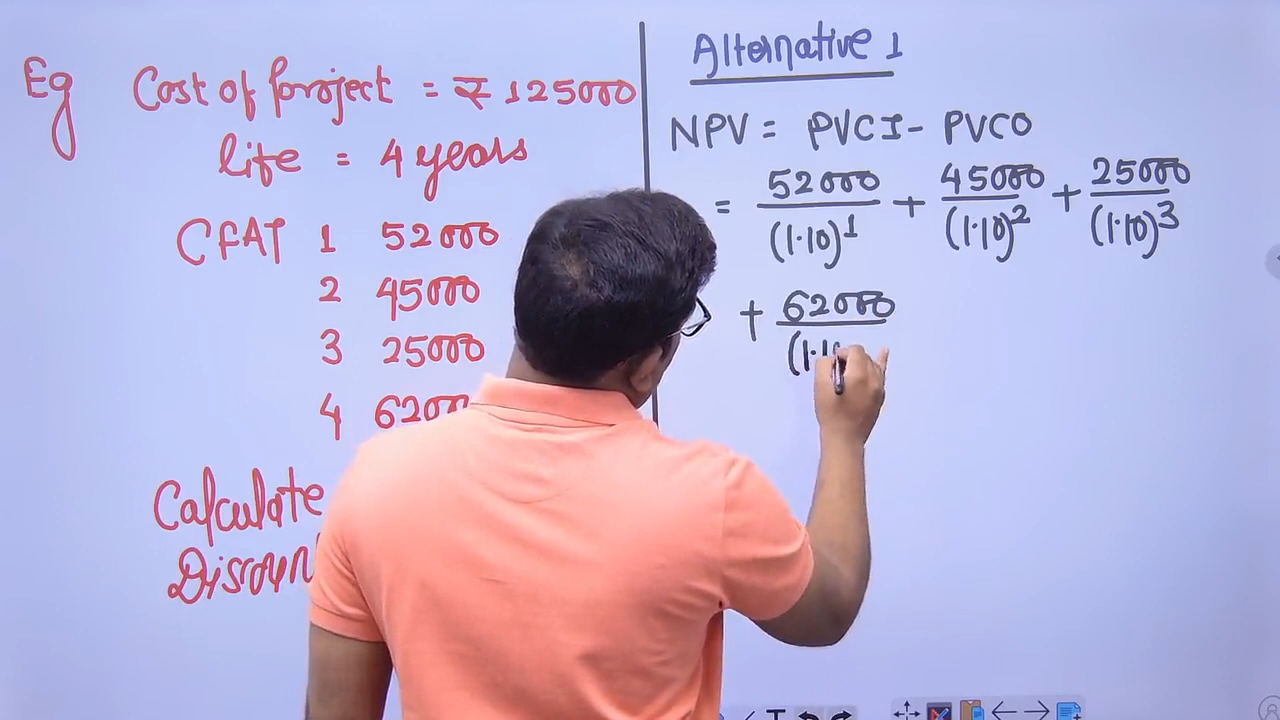 Eg Cost of project = ₹ 125000
life = 4 years
CFAT 1 52000
2 45000
3 25000
4
Calculate
Alternative 1
NPV = PVCI - PVCO
= 52000/(1.10)^1 + 45000/(1.10)^2 + 25000/(1.10)^3
+ 62000